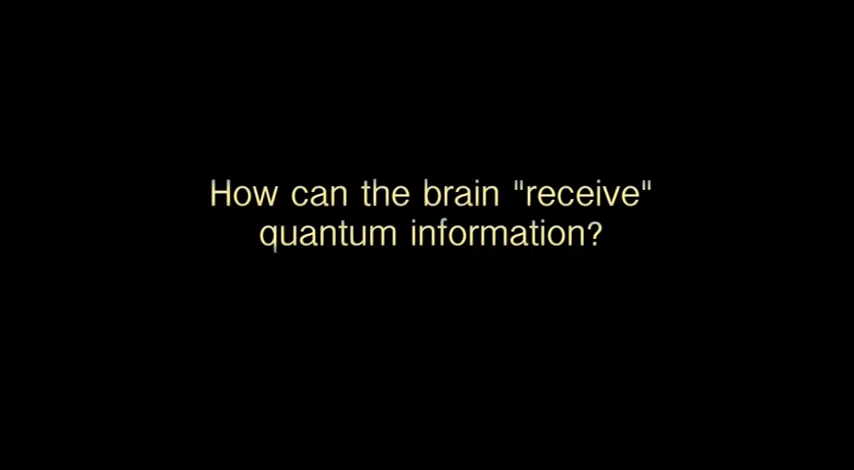 How can the brain "receive"
quantum information?